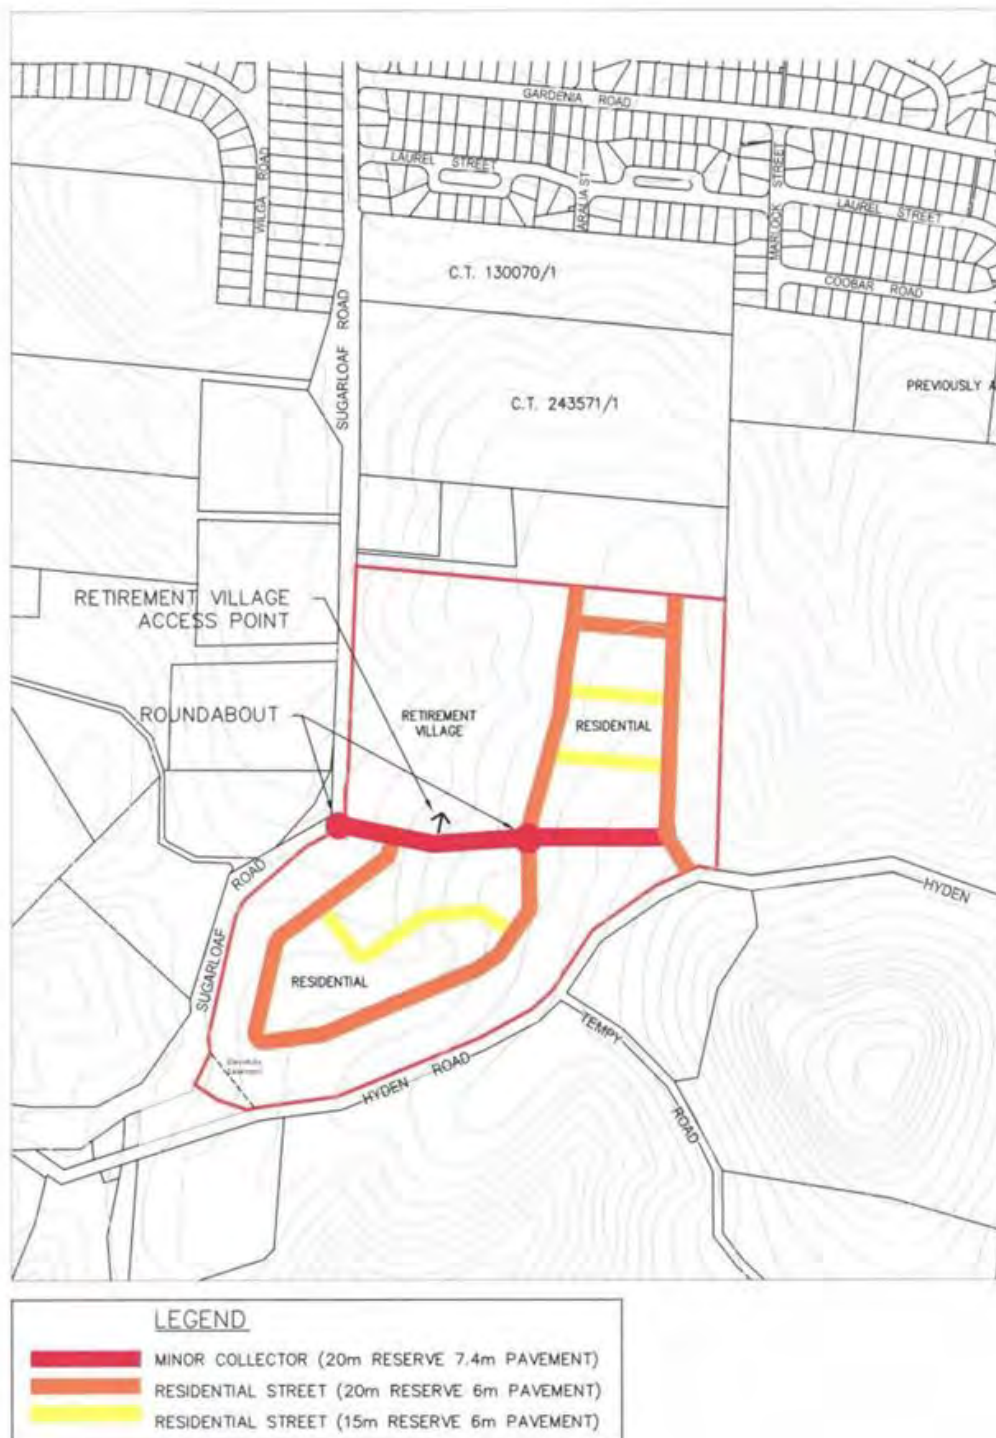 GARDENIA ROAD
LAUREL STREET
WILGA ROAD
ARALIA ST
MARLOCK STREET
LAUREL STREET
COOBAR ROAD
C.T. 130070/1
SUGARLOAF ROAD
PREVIOUSLY A
C.T. 243571/1
RETIREMENT VILLAGE
ACCESS POINT
ROUNDABOUT
RETIREMENT
VILLAGE
RESIDENTIAL
SUGARLOAF ROAD
HYDEN
RESIDENTIAL
TEMPY ROAD
HYDEN ROAD
LEGEND
MINOR COLLECTOR (20m RESERVE 7.4m PAVEMENT)
RESIDENTIAL STREET (20m RESERVE 6m PAVEMENT)
RESIDENTIAL STREET (15m RESERVE 6m PAVEMENT)